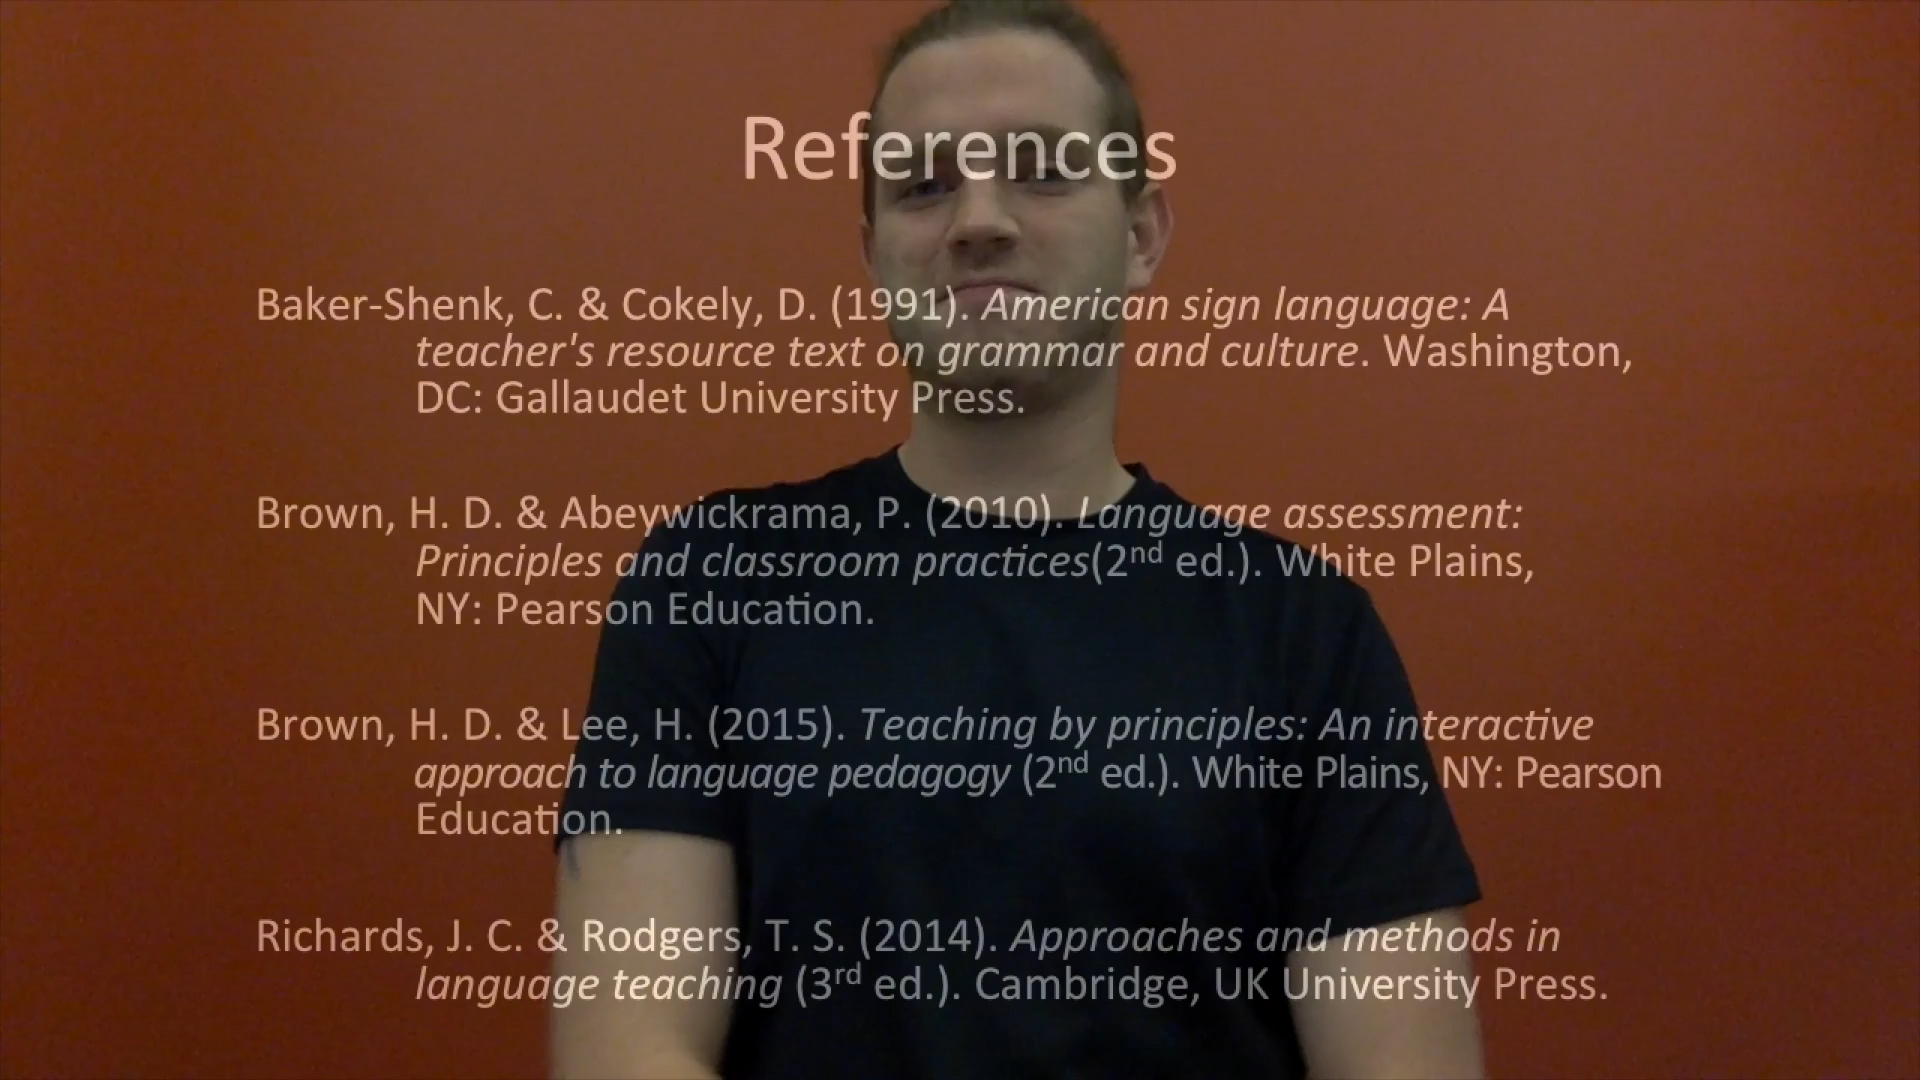 References
Baker-Shenk, C. & Cokely, D. (1991). American sign language: A
teacher's resource text on grammar and culture. Washington,
DC: Gallaudet University Press.
Brown, H. D. & Abeywickrama, P. (2010). Language assessment:
Principles and classroom practices(2nd ed.). White Plains,
NY: Pearson Education.
Brown, H. D. & Lee, H. (2015). Teaching by principles: An interactive
approach to language pedagogy (2nd ed.). White Plains, NY: Pearson
Education.
Richards, J. C. & Rodgers, T. S. (2014). Approaches and methods in
language teaching (3rd ed.). Cambridge, UK University Press.